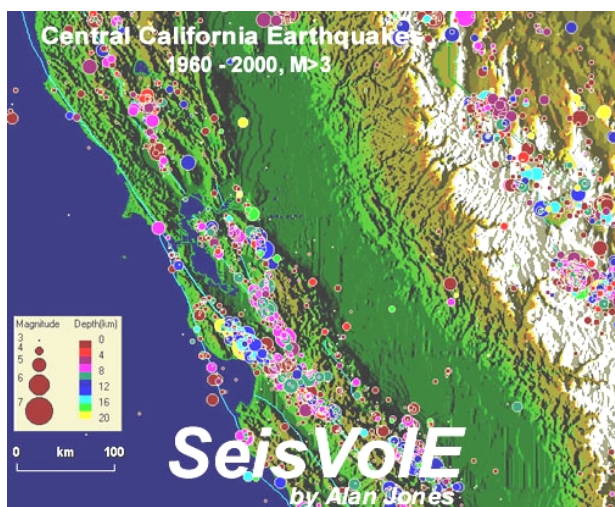 Central California Earthquakes
1960 - 2000, M>3
Magnitude Depth(km)
3
4
5
6
7
0
4
8
12
16
20
0 km 100
SeisVolE
by Alan Jones